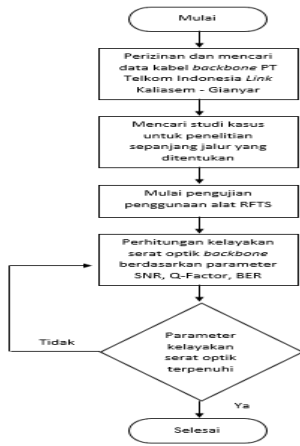 Mulai
Perizinan dan mencari
data kabel backbone PT
Telkom Indonesia Link
Kaliasem - Gianyar
Mencari studi kasus
untuk penelitian
sepanjang jalur yang
ditentukan
Mulai pengujian
penggunaan alat RFTS
Perhitungan kelayakan
serat optik backbone
berdasarkan parameter
SNR, Q-Factor, BER
Parameter
kelayakan
serat optik
terpenuhi
Tidak
Ya
Selesai